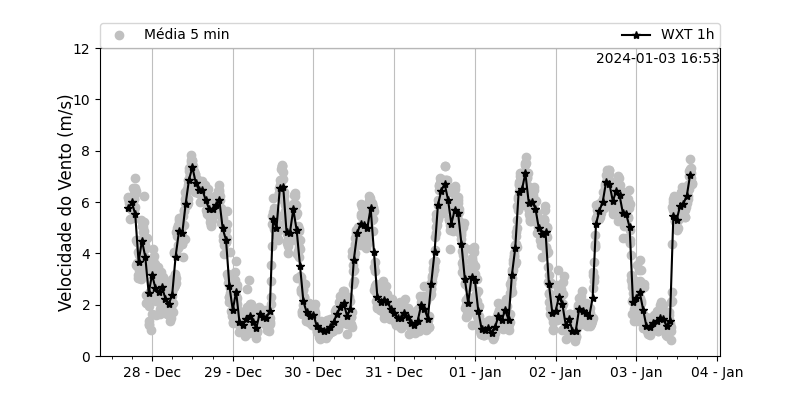 Média 5 min
WXT 1h
2024-01-03 16:53
Velocidade do Vento (m/s)
12
10
8
6
4
2
0
28 - Dec
29 - Dec
30 - Dec
31 - Dec
01 - Jan
02 - Jan
03 - Jan
04 - Jan